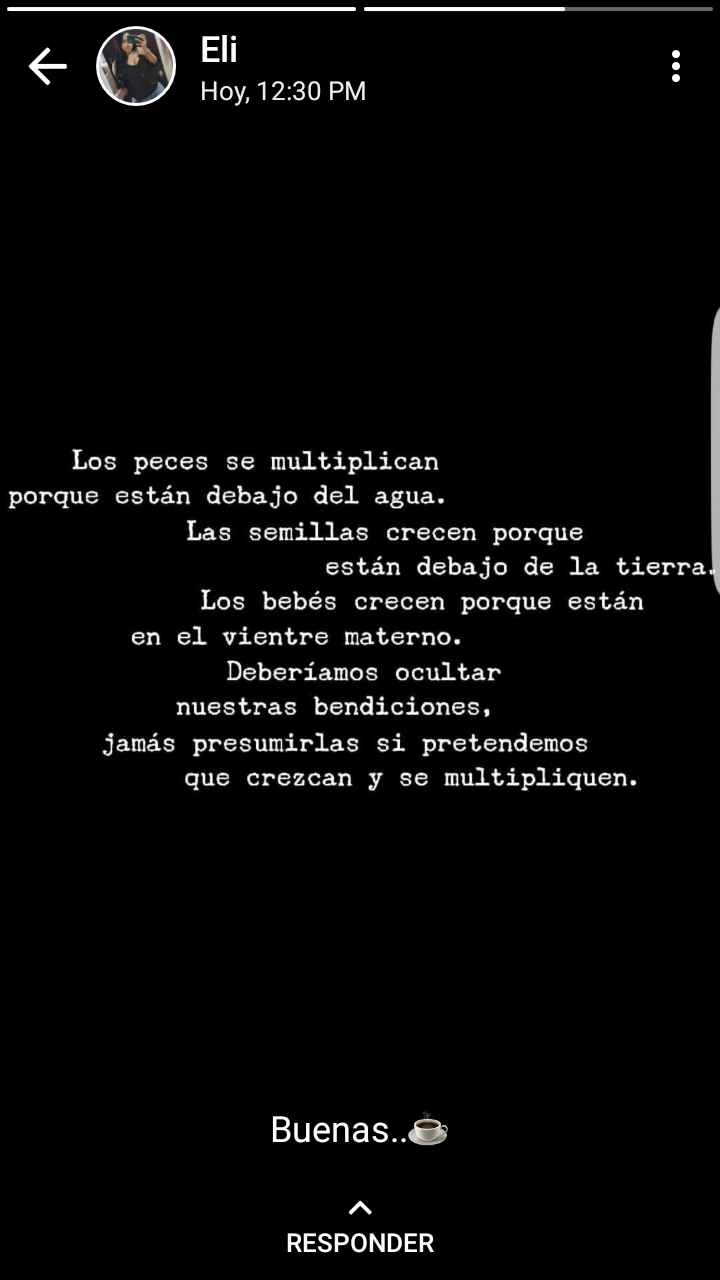 Eli
Hoy, 12:30 PM
Los peces se multiplican
porque están debajo del agua.
Las semillas crecen porque
están debajo de la tierra.
Los bebés crecen porque están
en el vientre materno.
Deberíamos ocultar
nuestras bendiciones,
jamás presumirlas si pretendemos
que crezcan y se multipliquen.
Buenas..☕
RESPONDER